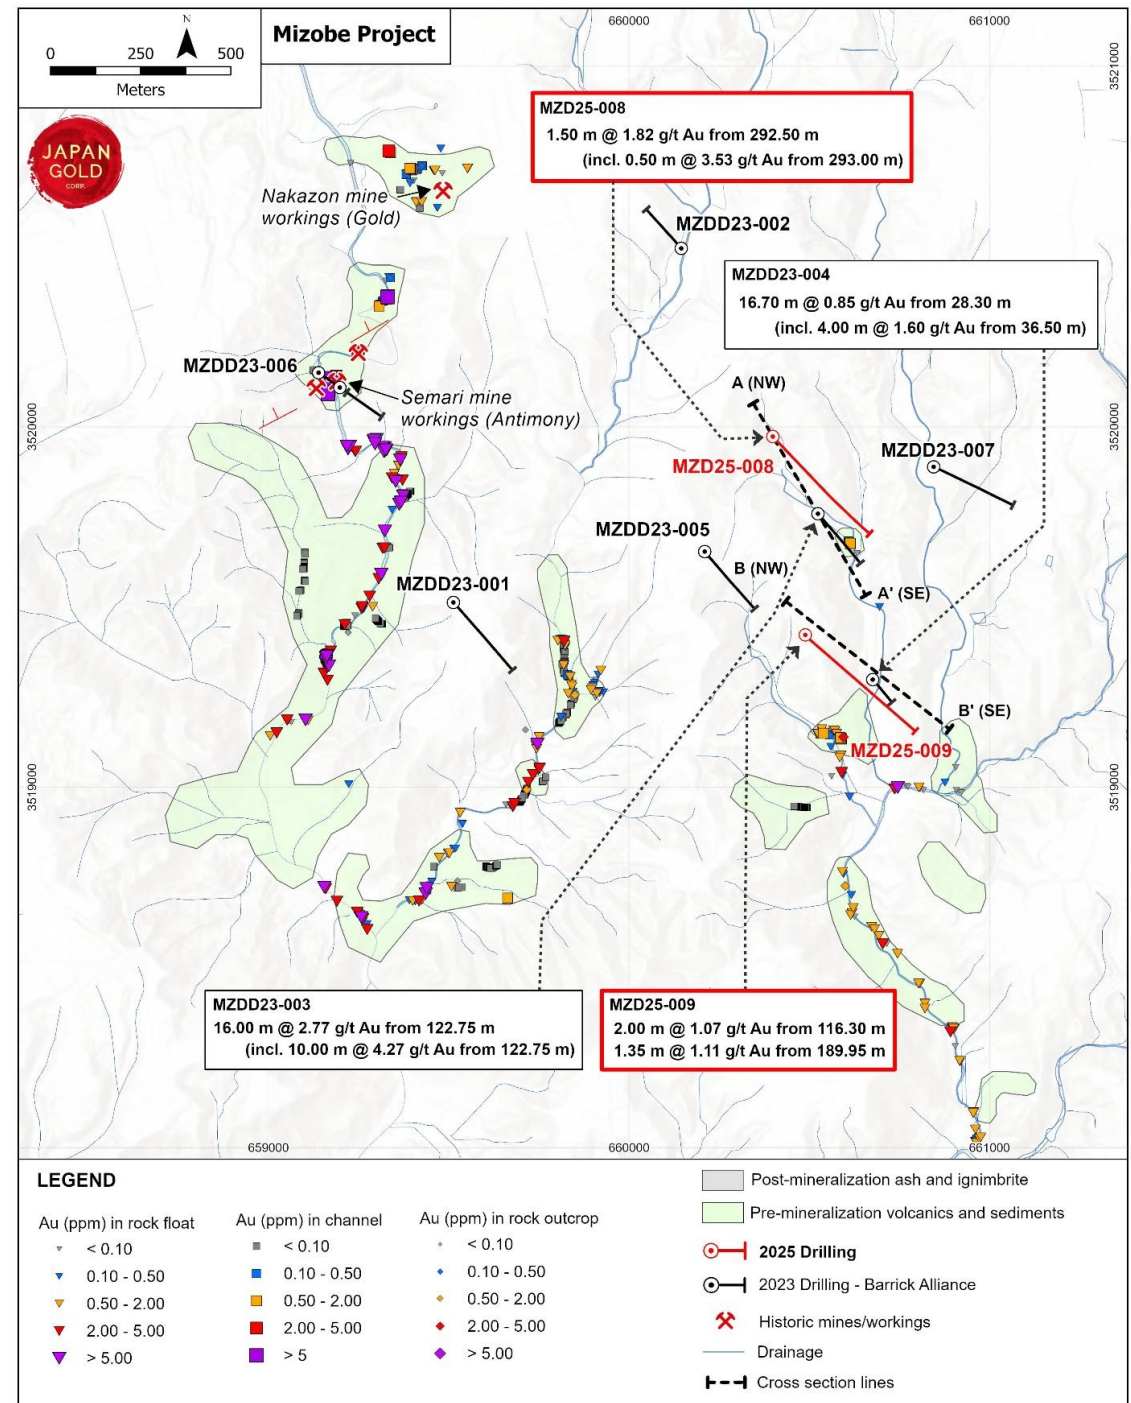 660000
661000
N
0 250 500
Meters
Mizobe Project
3521000
JAPAN
GOLD
CORP.
MZD25-008
1.50 m @ 1.82 g/t Au from 292.50 m
(incl. 0.50 m @ 3.53 g/t Au from 293.00 m)
Nakazon mine
workings (Gold)
MZDD23-002
MZDD23-004
16.70 m @ 0.85 g/t Au from 28.30 m
(incl. 4.00 m @ 1.60 g/t Au from 36.50 m)
MZDD23-006
Semari mine
workings (Antimony)
A (NW)
3520000
3520000
MZD25-008
MZDD23-007
MZDD23-005
B (NW)
MZDD23-001
A' (SE)
B' (SE)
MZD25-009
3519000
3519000
MZDD23-003
16.00 m @ 2.77 g/t Au from 122.75 m
(incl. 10.00 m @ 4.27 g/t Au from 122.75 m)
MZD25-009
2.00 m @ 1.07 g/t Au from 116.30 m
1.35 m @ 1.11 g/t Au from 189.95 m
659000
660000
661000
LEGEND
Au (ppm) in rock float
< 0.10
0.10 - 0.50
0.50 - 2.00
2.00 - 5.00
> 5.00
Au (ppm) in channel
< 0.10
0.10 - 0.50
0.50 - 2.00
2.00 - 5.00
> 5
Au (ppm) in rock outcrop
< 0.10
0.10 - 0.50
0.50 - 2.00
2.00 - 5.00
> 5.00
Post-mineralization ash and ignimbrite
Pre-mineralization volcanics and sediments
2025 Drilling
2023 Drilling - Barrick Alliance
Historic mines/workings
Drainage
Cross section lines